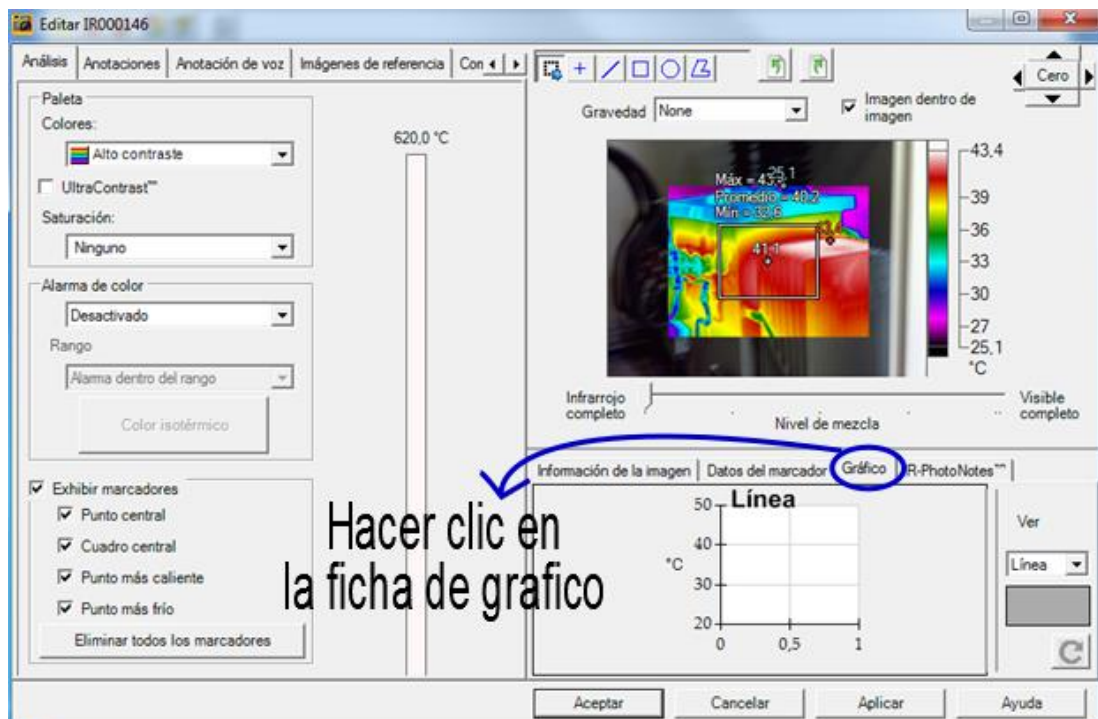 Editar IR000146
Análisis
Anotaciones
Anotación de voz
Imágenes de referencia
Con
Paleta
Colores:
Alto contraste
UltraContrast™
Saturación:
Ninguno
Alarma de color
Desactivado
Rango
Alarma dentro del rango
Color isotérmico
Exhibir marcadores
Punto central
Cuadro central
Punto más caliente
Punto más frío
Eliminar todos los marcadores
620,0 °C
Cero
Gravedad
None
Imagen dentro de
imagen
25,1
Máx = 43,4
Promedio = 40,2
Mín = 32,6
43,4
41,1
43,4
39
36
33
30
27
25,1
°C
Infrarrojo
completo
Nivel de mezcla
Visible
completo
Información de la imagen
Datos del marcador
Gráfico
IR-PhotoNotes™
Hacer clic en
la ficha de grafico
Línea
50
40
°C
30
20
0 0,5 1
Ver
Línea
Aceptar
Cancelar
Aplicar
Ayuda